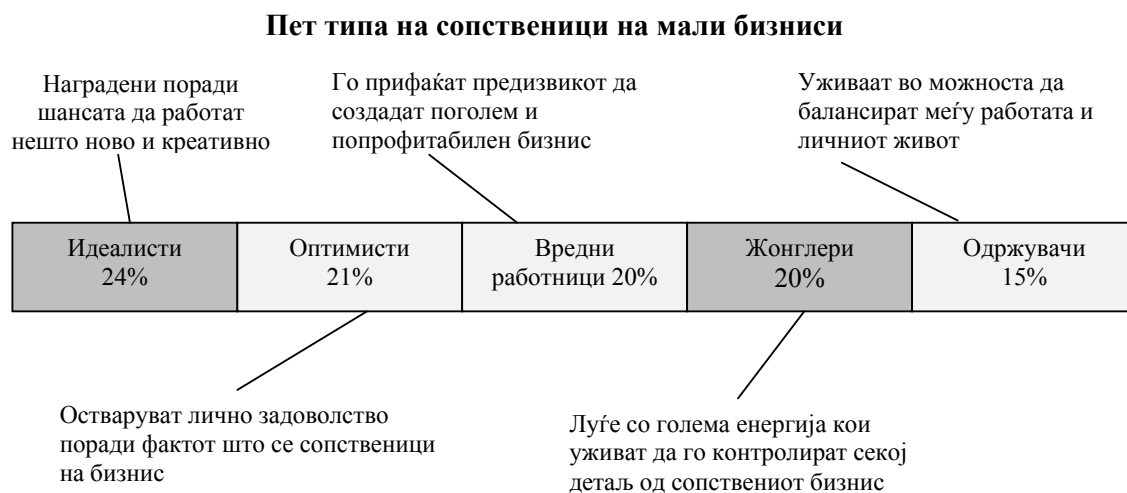 Пет типа на сопственици на мали бизниси
Наградени поради
шансата да работат
нешто ново и креативно
Го прифаќат предизвикот да
создадат поголем и
попрофитабилен бизнис
Уживаат во можноста да
балансират меѓу работата и
личниот живот
Идеалисти
24%
Оптимисти
21%
Вредни
работници 20%
Жонглери
20%
Одржувачи
15%
Остваруват лично задоволство
поради фактот што се сопственици
на бизнис
Луѓе со голема енергија кои
уживат да го контролират секој
детаљ од сопствениот бизнис